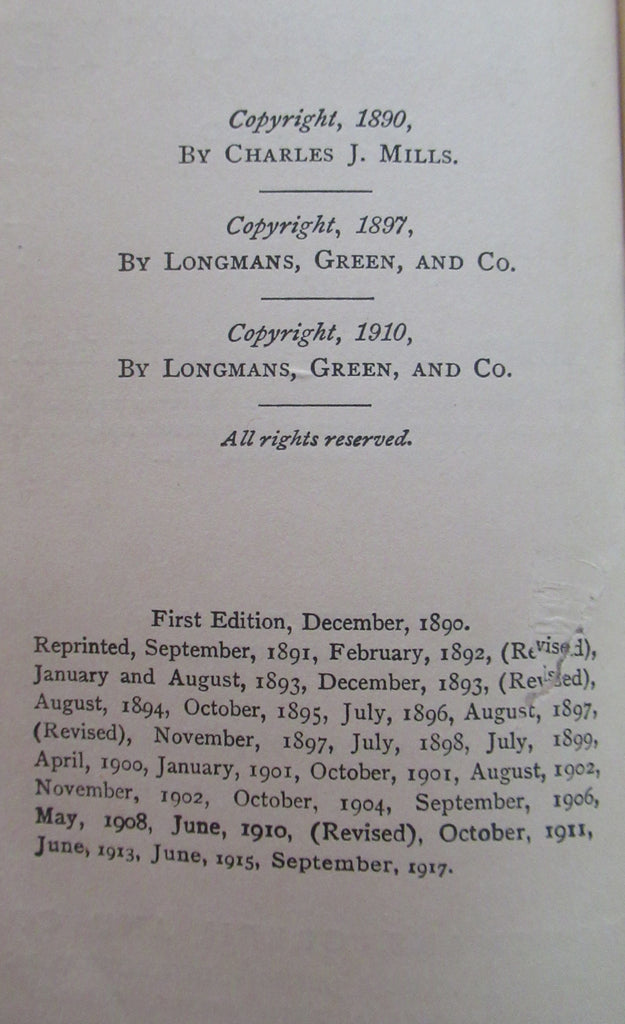 Copyright, 1890,
By Charles J. Mills.
Copyright, 1897,
By Longmans, Green, and Co.
Copyright, 1910,
By Longmans, Green, and Co.
All rights reserved.
First Edition, December, 1890.
Reprinted, September, 1891, February, 1892, (Revised),
January and August, 1893, December, 1893, (Revised),
August, 1894, October, 1895, July, 1896, August, 1897,
(Revised), November, 1897, July, 1898, July, 1899,
April, 1900, January, 1901, October, 1901, August, 1902,
November, 1902, October, 1904, September, 1906,
May, 1908, June, 1910, (Revised), October, 1911,
June, 1913, June, 1915, September, 1917.